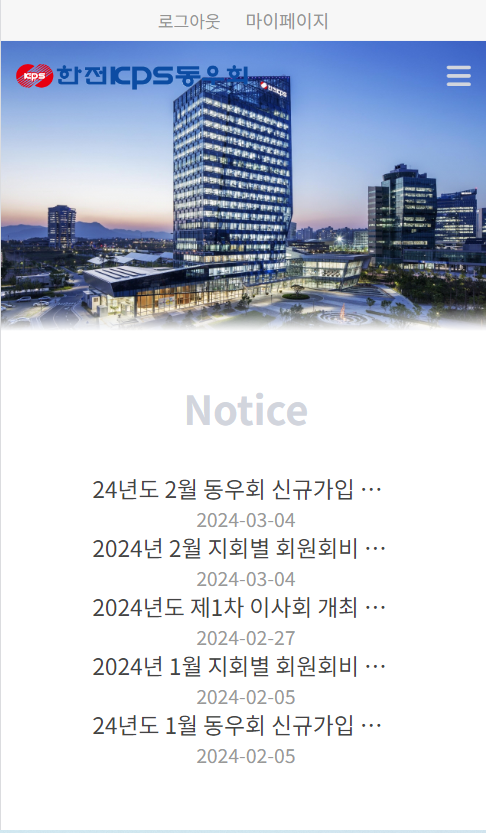 로그아웃 마이페이지
KPS 한전KPS동우회
한전KPS
Notice
24년도 2월 동우회 신규가입 …
2024-03-04
2024년 2월 지회별 회원회비 …
2024-03-04
2024년도 제1차 이사회 개최 …
2024-02-27
2024년 1월 지회별 회원회비 …
2024-02-05
24년도 1월 동우회 신규가입 …
2024-02-05